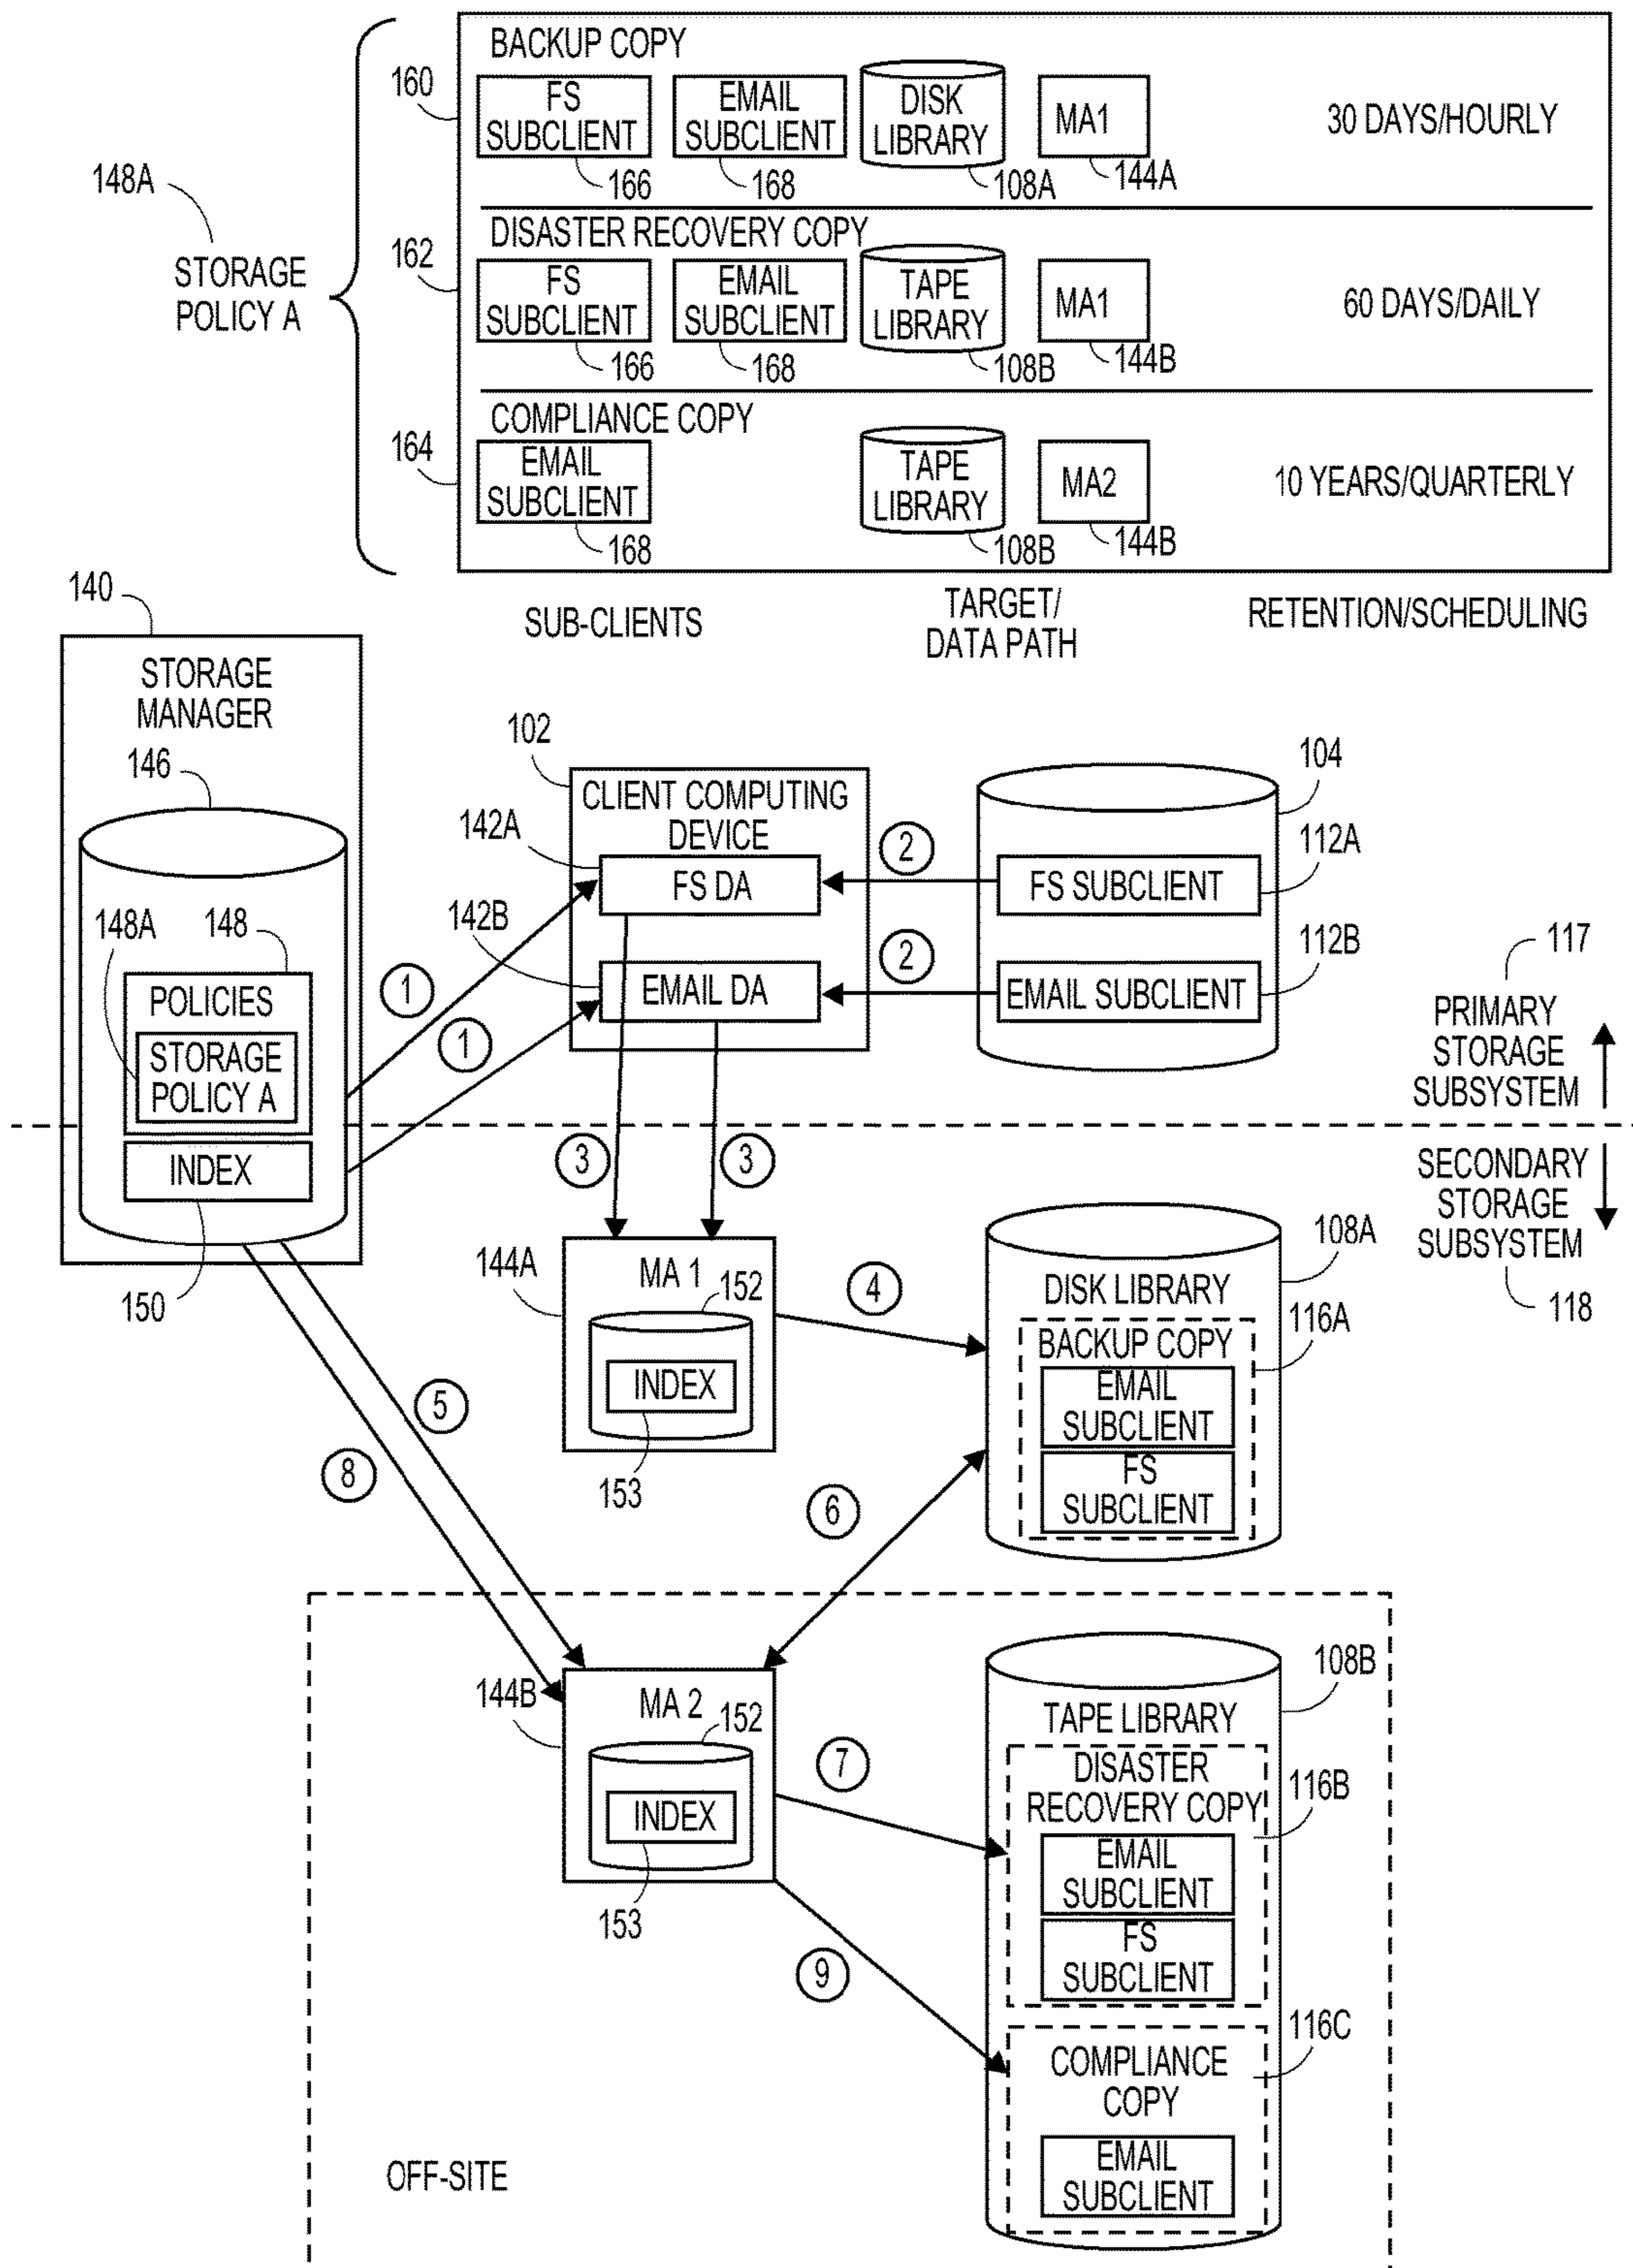 BACKUP COPY
160
FS
SUBCLIENT
166
EMAIL
SUBCLIENT
168
DISK
LIBRARY
108A
MA1
144A
30 DAYS/HOURLY
148A
STORAGE
POLICY A
DISASTER RECOVERY COPY
162
FS
SUBCLIENT
166
EMAIL
SUBCLIENT
168
TAPE
LIBRARY
108B
MA1
144B
60 DAYS/DAILY
COMPLIANCE COPY
164
EMAIL
SUBCLIENT
168
TAPE
LIBRARY
108B
MA2
144B
10 YEARS/QUARTERLY
SUB-CLIENTS
TARGET/
DATA PATH
RETENTION/SCHEDULING
140
STORAGE
MANAGER
146
148A
148
POLICIES
STORAGE
POLICY A
INDEX
150
102
CLIENT COMPUTING
DEVICE
142A
FS DA
142B
EMAIL DA
104
112A
FS SUBCLIENT
112B
EMAIL SUBCLIENT
1
1
2
2
3
3
117
PRIMARY
STORAGE
SUBSYSTEM
SECONDARY
STORAGE
SUBSYSTEM
118
144A
MA 1
152
INDEX
153
4
108A
DISK LIBRARY
BACKUP COPY
116A
EMAIL
SUBCLIENT
FS
SUBCLIENT
5
8
6
144B
MA 2
152
INDEX
153
7
9
108B
TAPE LIBRARY
DISASTER
RECOVERY COPY
116B
EMAIL
SUBCLIENT
FS
SUBCLIENT
116C
COMPLIANCE
COPY
EMAIL
SUBCLIENT
OFF-SITE